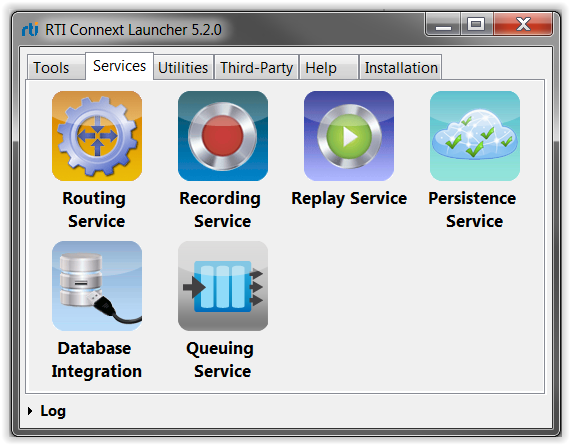 rti RTI Connext Launcher 5.2.0
Tools Services Utilities Third-Party Help Installation
Routing Service
Recording Service
Replay Service
Persistence Service
Database Integration
Queuing Service
Log